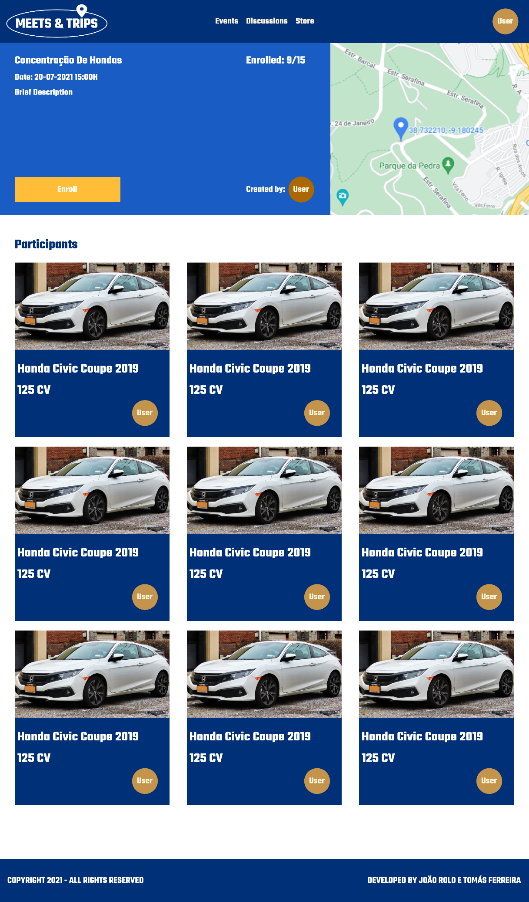 MEETS & TRIPS
Events Discussions Store
User
Concentração De Hondas
Enrolled: 9/15
Date: 20-07-2021 15:00H
Brief Description
Enroll
Created by: User
Estr. Barcal
Estr. Serafina
Estr. Serafina
24 de Janeiro
38.732210, -9.180245
Parque da Pedra
Estr. Serafina
Participants
Honda Civic Coupe 2019
125 CV
User
Honda Civic Coupe 2019
125 CV
User
Honda Civic Coupe 2019
125 CV
User
Honda Civic Coupe 2019
125 CV
User
Honda Civic Coupe 2019
125 CV
User
Honda Civic Coupe 2019
125 CV
User
Honda Civic Coupe 2019
125 CV
User
Honda Civic Coupe 2019
125 CV
User
Honda Civic Coupe 2019
125 CV
User
COPYRIGHT 2021 - ALL RIGHTS RESERVED
DEVELOPED BY JOÃO ROLO E TOMÁS FERREIRA